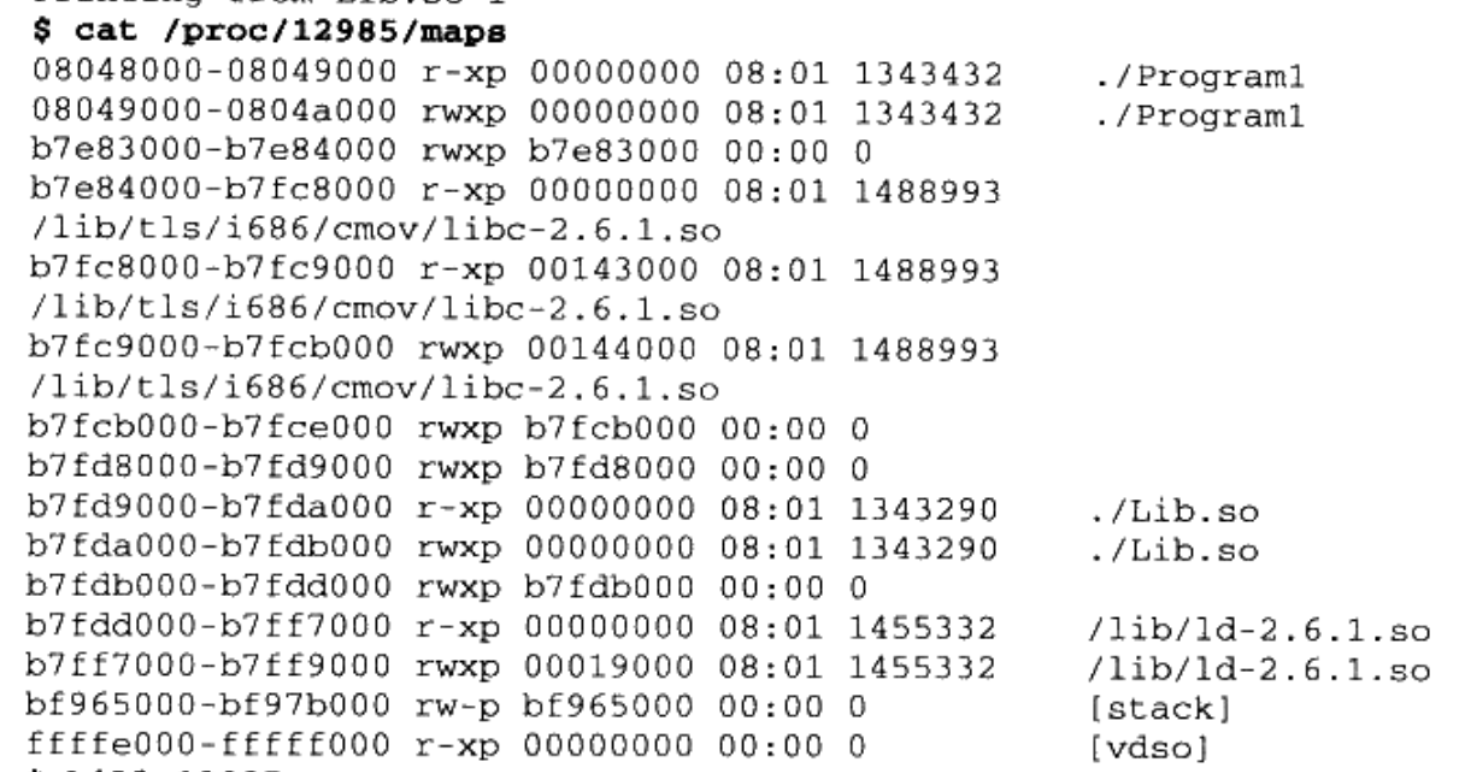 $ cat /proc/12985/maps
08048000-08049000 r-xp 00000000 08:01 1343432 ./Program1
08049000-0804a000 rwxp 00000000 08:01 1343432 ./Program1
b7e83000-b7e84000 rwxp b7e83000 00:00 0
b7e84000-b7fc8000 r-xp 00000000 08:01 1488993
/lib/tls/i686/cmov/libc-2.6.1.so
b7fc8000-b7fc9000 r-xp 00143000 08:01 1488993
/lib/tls/i686/cmov/libc-2.6.1.so
b7fc9000-b7fcb000 rwxp 00144000 08:01 1488993
/lib/tls/i686/cmov/libc-2.6.1.so
b7fcb000-b7fce000 rwxp b7fcb000 00:00 0
b7fd8000-b7fd9000 rwxp b7fd8000 00:00 0
b7fd9000-b7fda000 r-xp 00000000 08:01 1343290 ./Lib.so
b7fda000-b7fdb000 rwxp 00000000 08:01 1343290 ./Lib.so
b7fdb000-b7fdd000 rwxp b7fdb000 00:00 0
b7fdd000-b7ff7000 r-xp 00000000 08:01 1455332 /lib/ld-2.6.1.so
b7ff7000-b7ff9000 rwxp 00019000 08:01 1455332 /lib/ld-2.6.1.so
bf965000-bf97b000 rw-p bf965000 00:00 0 [stack]
ffffe000-fffff000 r-xp 00000000 00:00 0 [vdso]